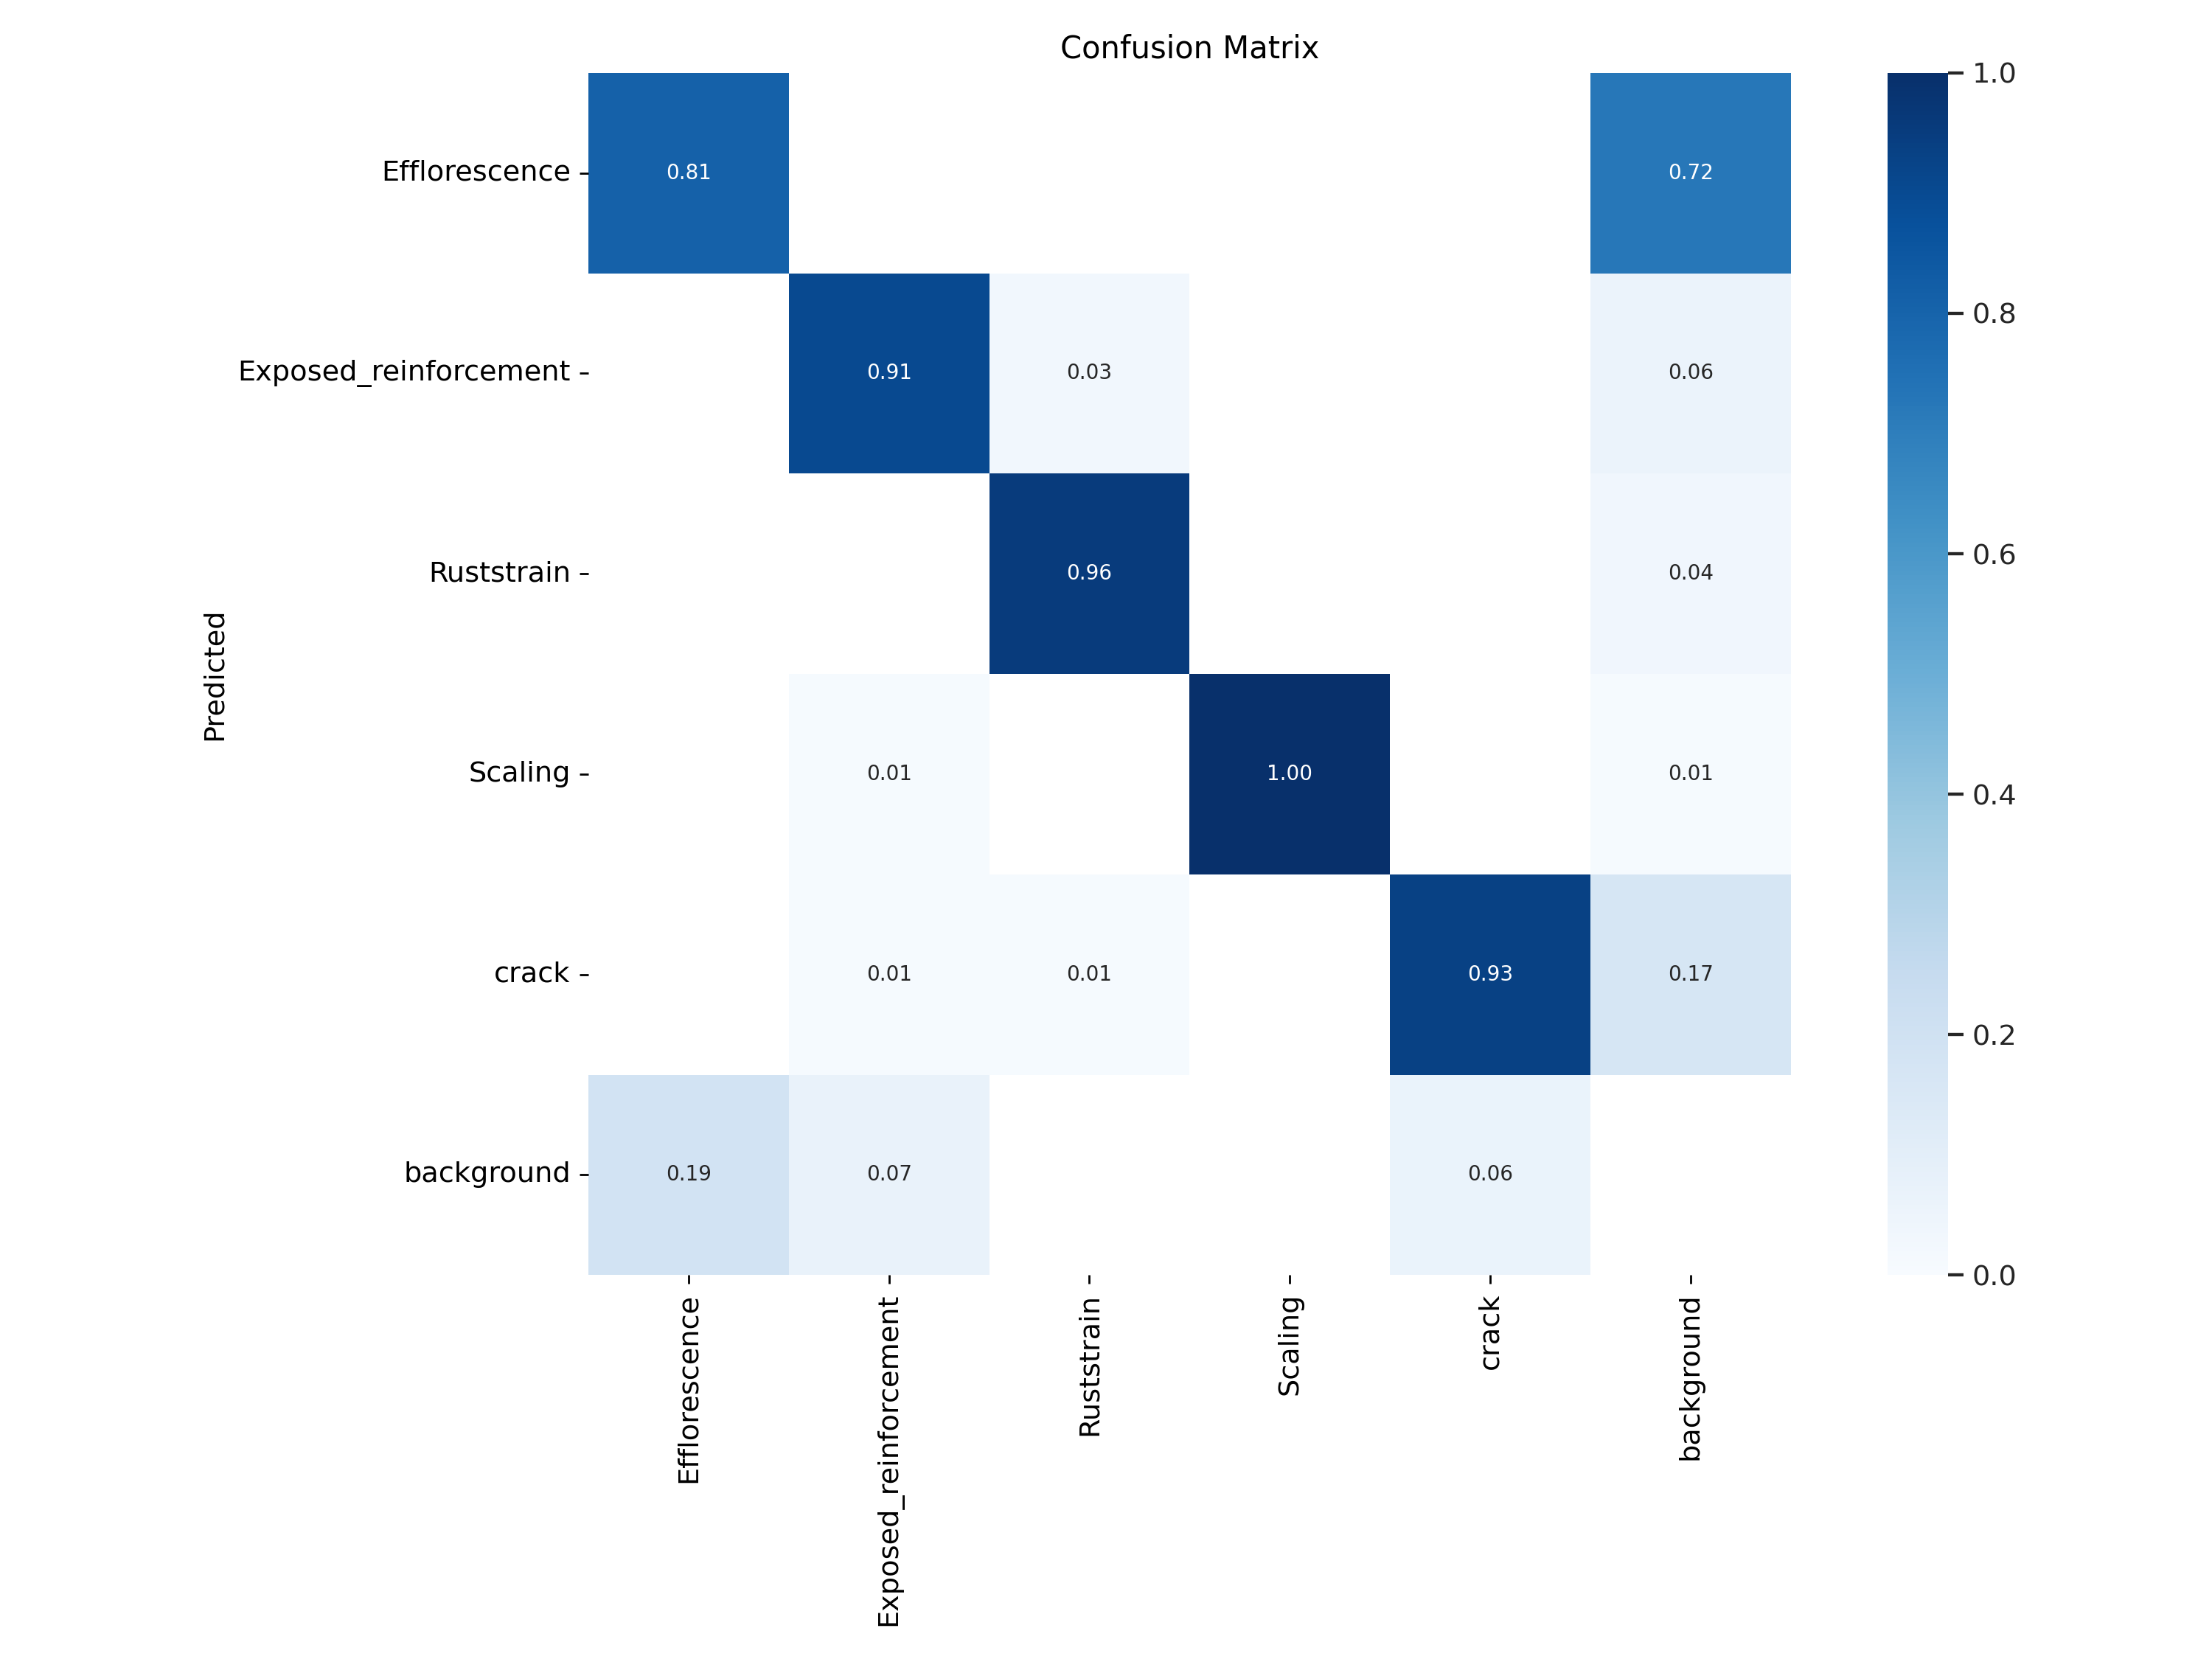 Confusion Matrix
Predicted
Efflorescence
0.81
0.72
Exposed_reinforcement
0.91
0.03
0.06
Ruststrain
0.96
0.04
Scaling
0.01
1.00
0.01
crack
0.01
0.01
0.93
0.17
background
0.19
0.07
0.06
Efflorescence
Exposed_reinforcement
Ruststrain
Scaling
crack
background
1.0
0.8
0.6
0.4
0.2
0.0